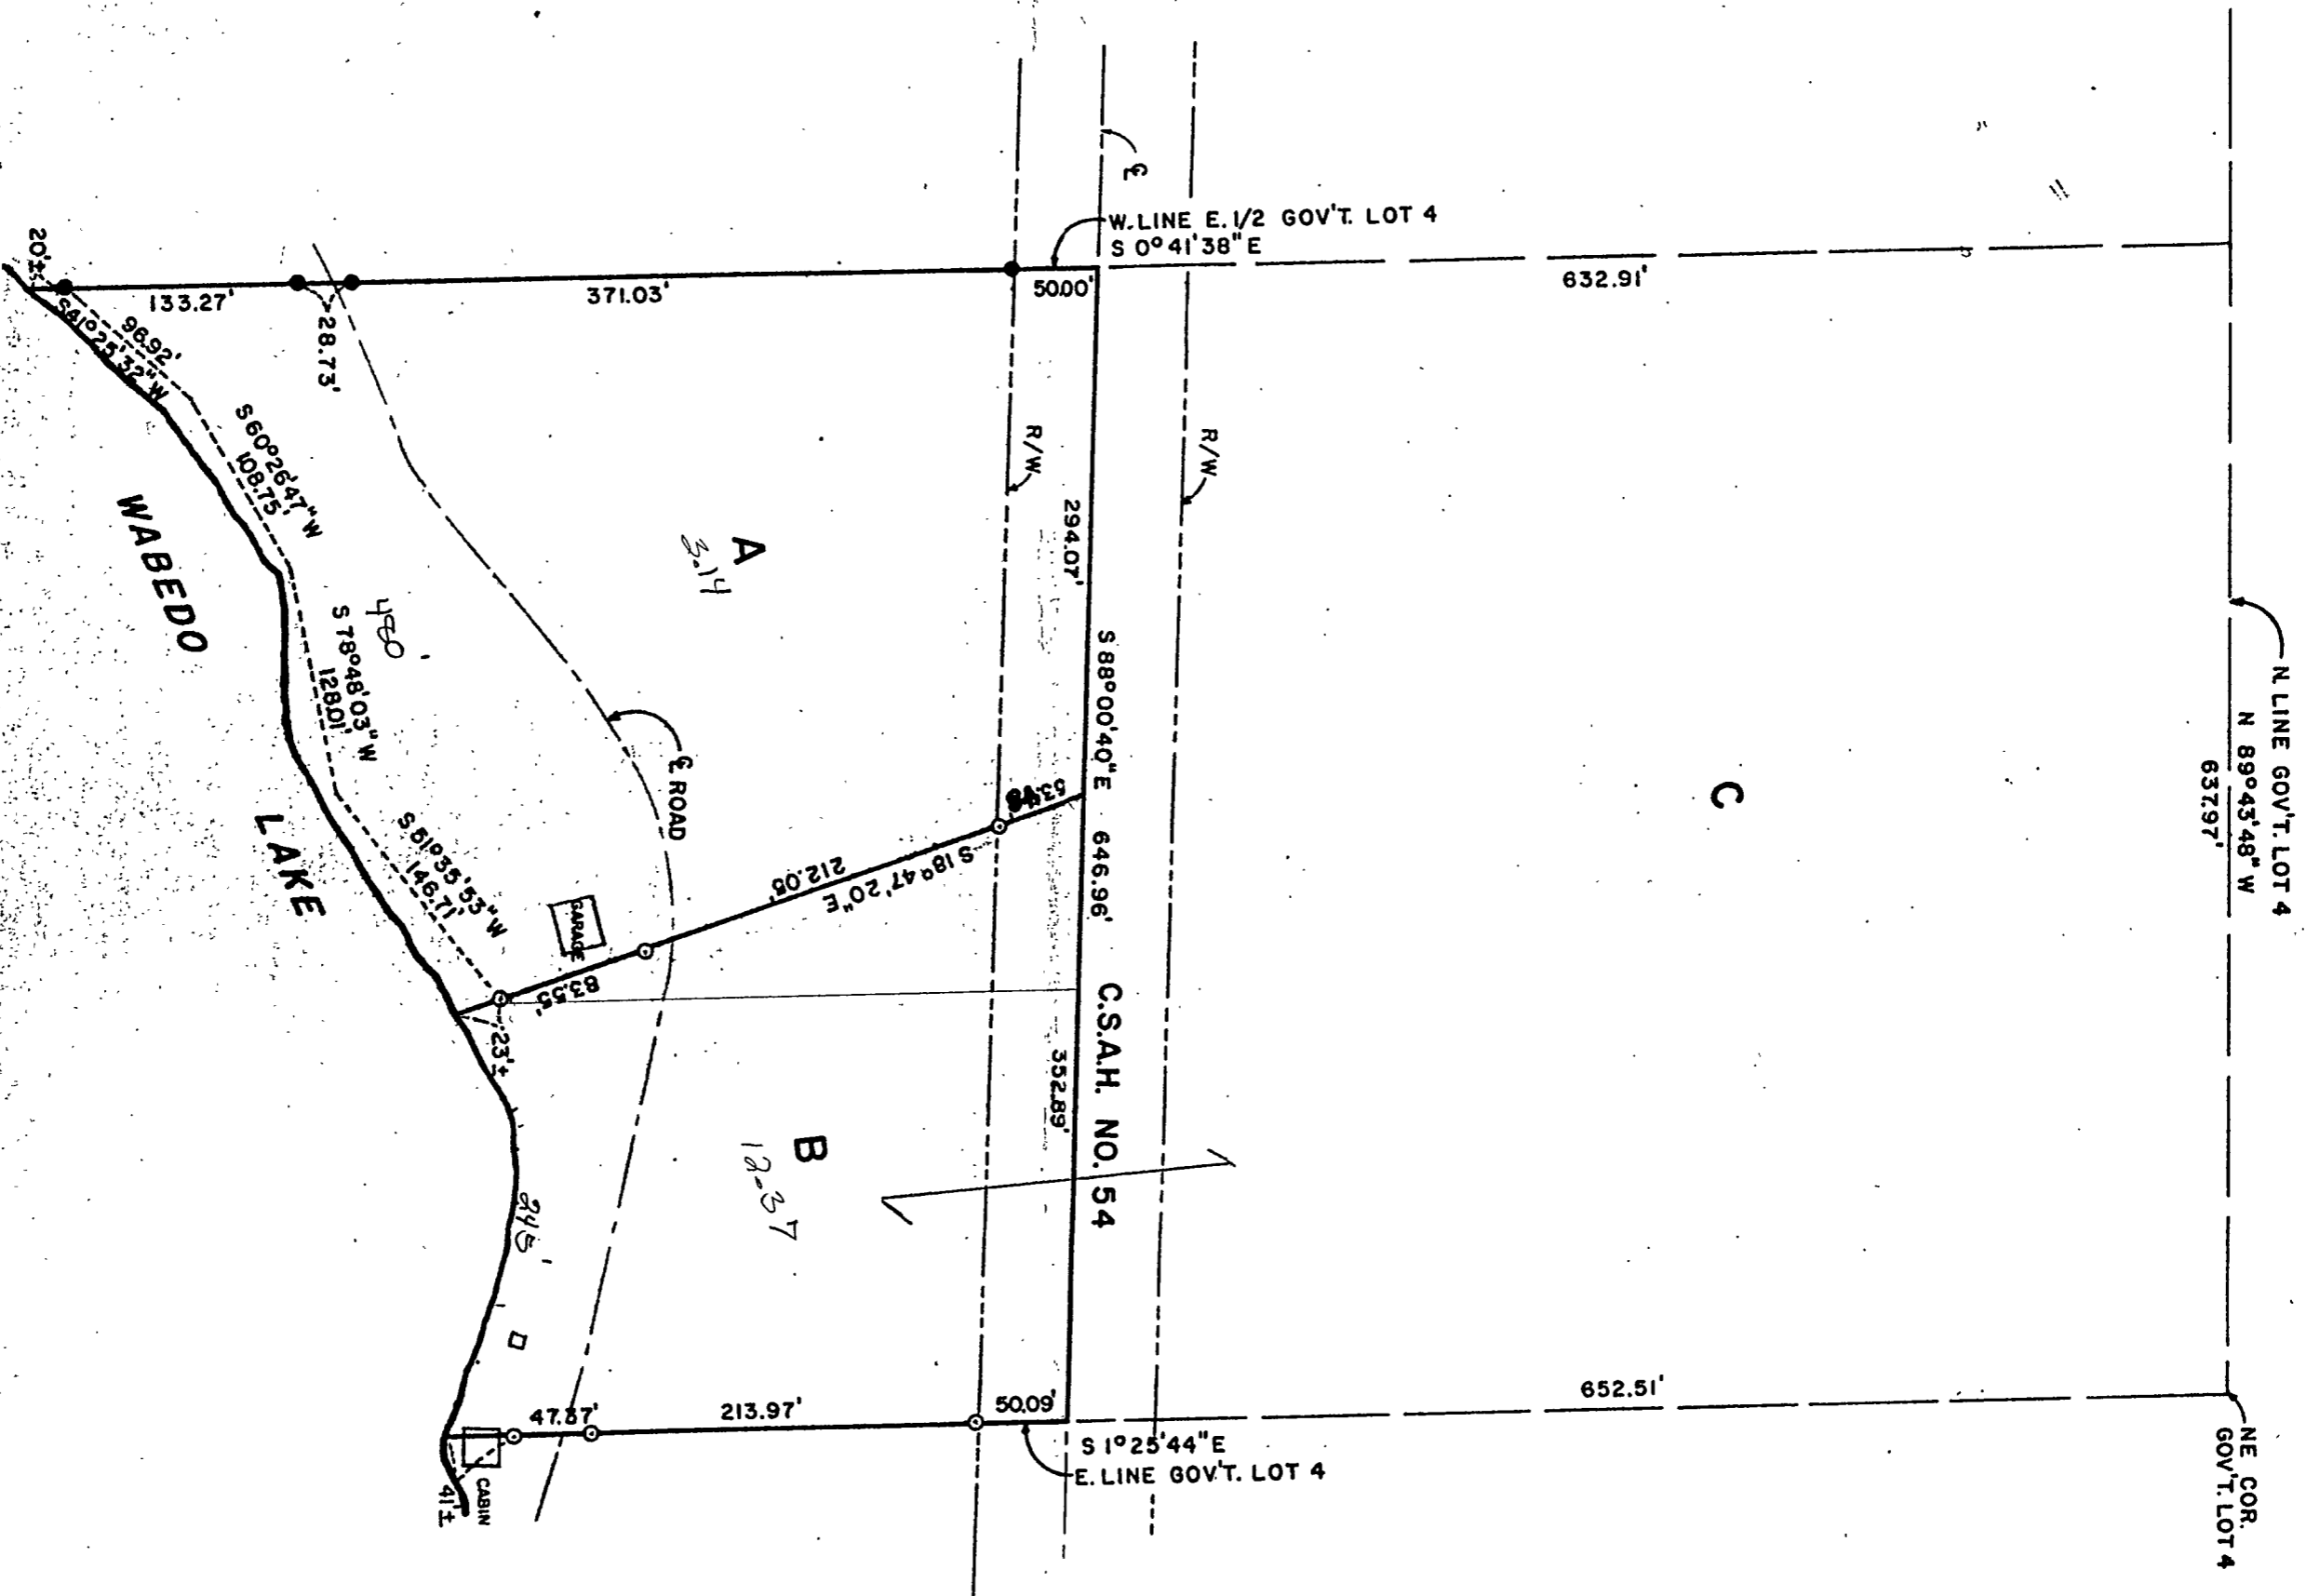 N. LINE GOV'T. LOT 4
N 89°43'48" W
637.97'
NE COR.
GOV'T. LOT 4
C
632.91'
652.51'
W. LINE E. 1/2 GOV'T. LOT 4
S 0°41'38" E
℄
R/W
R/W
50.00'
294.07'
S 88°00'40" E 646.96'
C.S.A.H. NO. 54
352.89'
50.09'
S 1°25'44" E
E. LINE GOV'T. LOT 4
371.03'
28.73'
133.27'
20'±
A
3.14
S 18°47'20" E
212.05'
83.55'
23'±
℄ ROAD
GARAGE
B
213.97'
47.87'
CABIN
41'±
96.92'
S 41°25'32" W
S 60°26'47" W
108.75'
480'
S 78°48'03" W
128.01'
S 51°35'53" W
146.71'
245'
WABEDO
LAKE